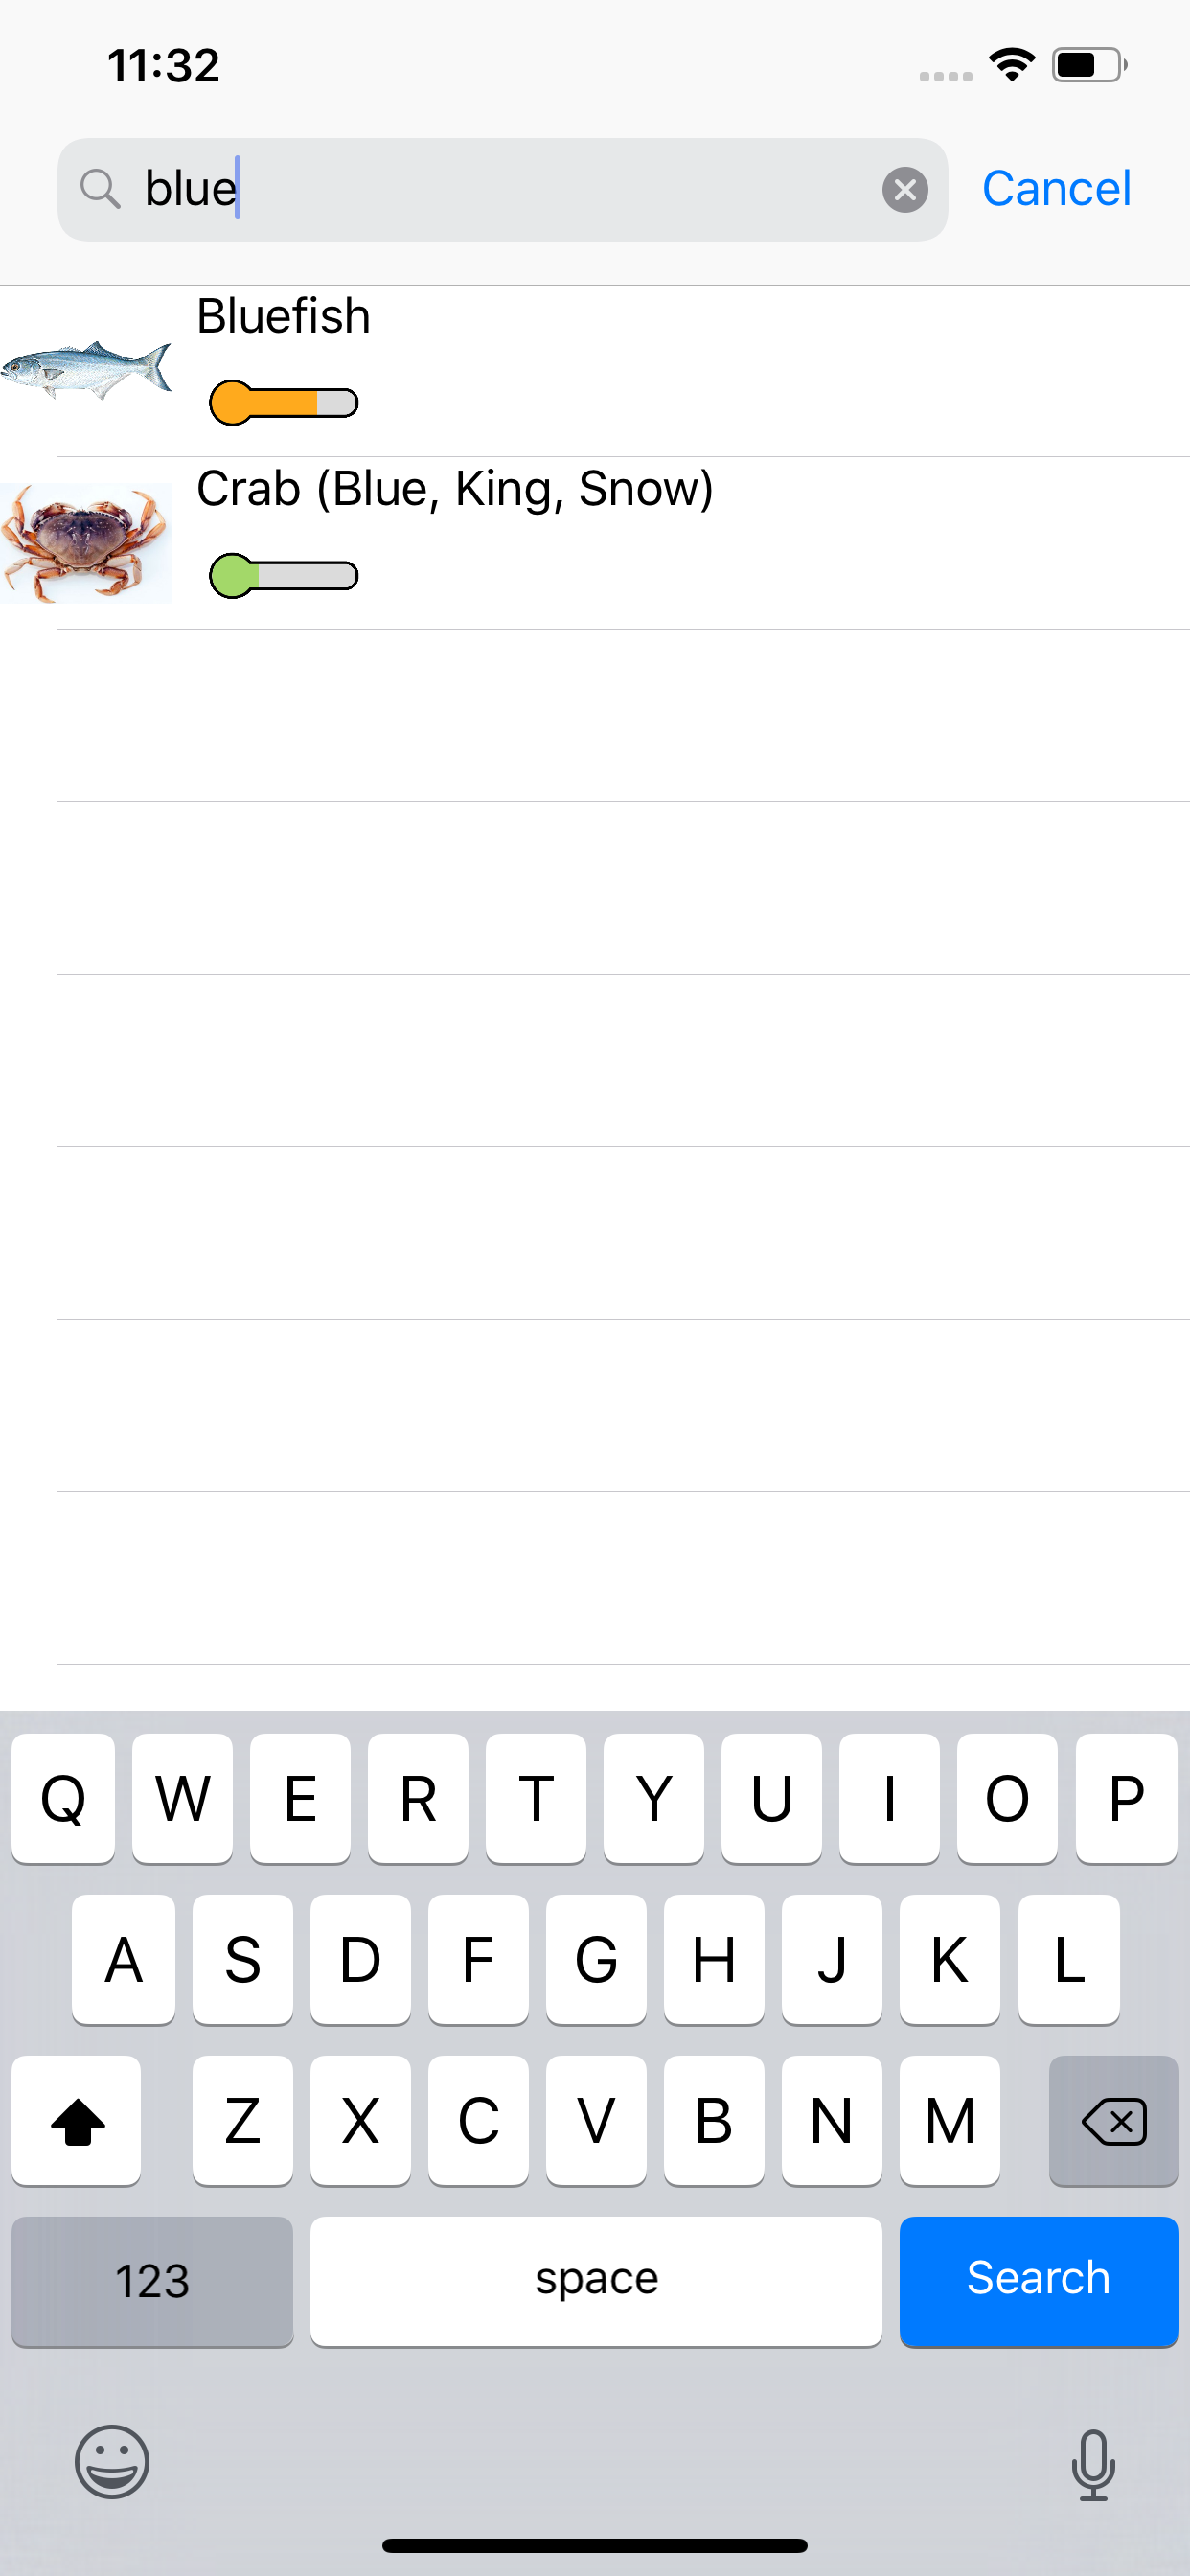 11:32
blue
Cancel
Bluefish
Crab (Blue, King, Snow)
Q W E R T Y U I O P
A S D F G H J K L
Z X C V B N M
123 space Search